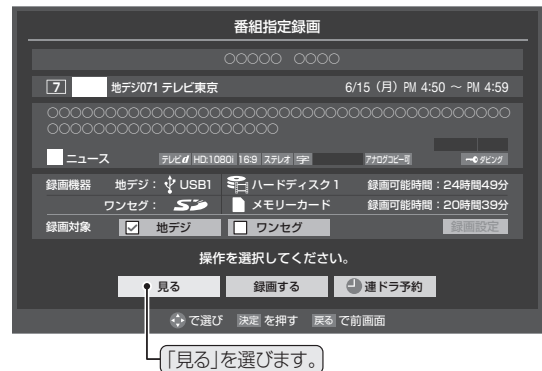 番組指定録画
○○○○○ ○○○○
7 地デジ071 テレビ東京 6/15（月）PM 4:50 ～ PM 4:59
○○○○○○○○○○○○○○○○○○○○○○○○○○○○○○○○○○○○○○○○
○○○○○○○○○○○○○○○○○○○○
ニュース テレビd HD:1080i 16:9 ステレオ 字 アナログコピー可 ダビング
録画機器 地デジ： USB1 ハードディスク1 録画可能時間：24時間49分
ワンセグ： SD メモリーカード 録画可能時間：20時間39分
録画対象 地デジ ワンセグ 録画設定
操作を選択してください。
見る 録画する 連ドラ予約
で選び 決定 を押す 戻る で前画面
「見る」を選びます。